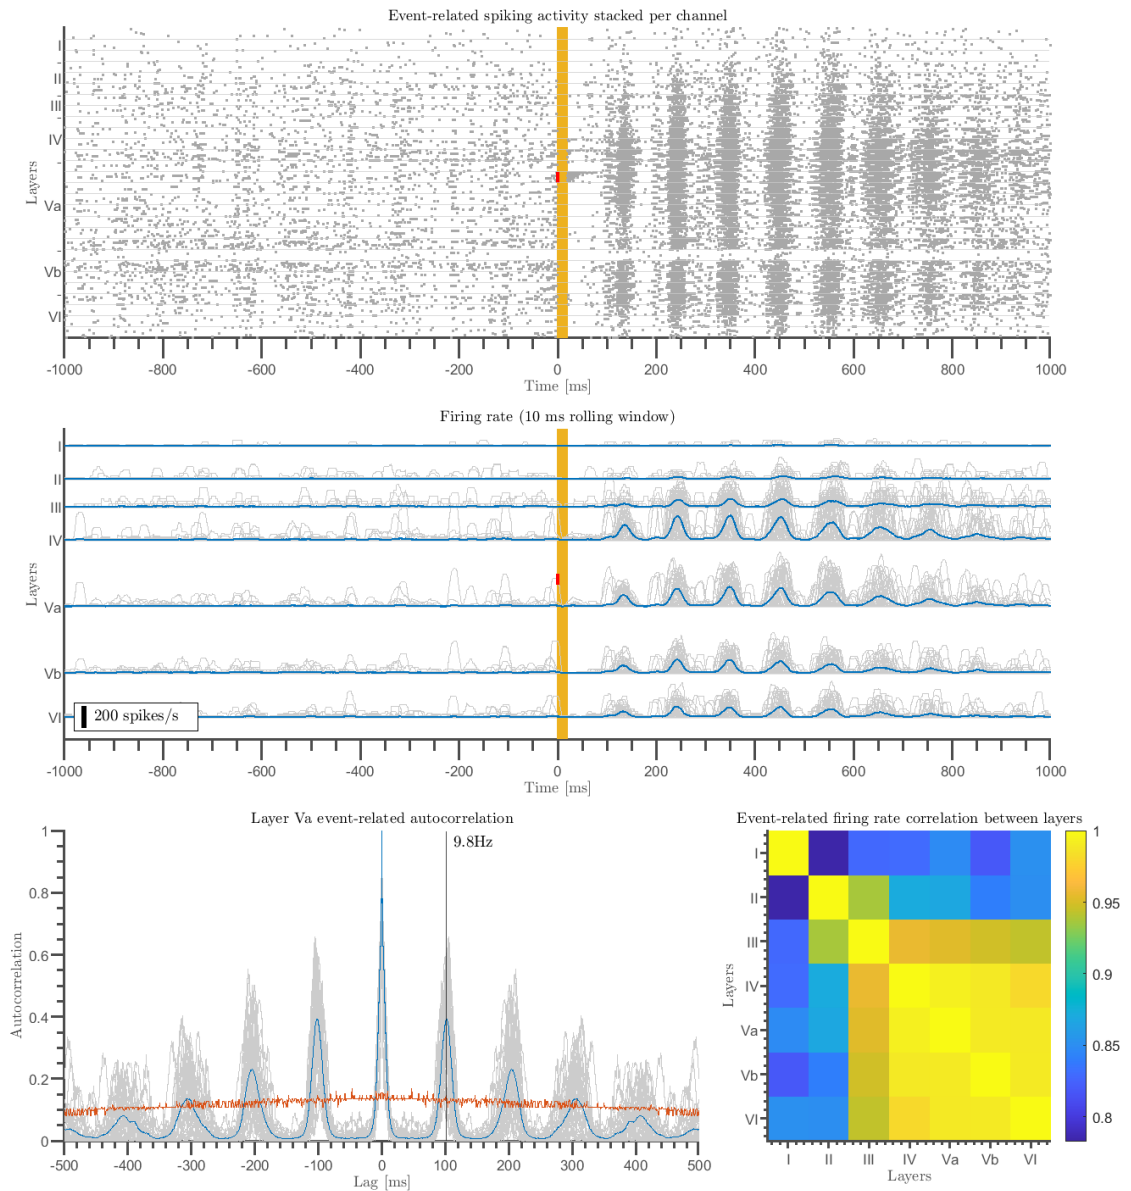 Event-related spiking activity stacked per channel
I
-
II
-
III
-
IV
-
Va
-
Vb
-
VI
Layers
-1000 -800 -600 -400 -200 0 200 400 600 800 1000
Time [ms]
Firing rate (10 ms rolling window)
I
II
III
IV
Va
Vb
VI
Layers
200 spikes/s
-1000 -800 -600 -400 -200 0 200 400 600 800 1000
Time [ms]
Layer Va event-related autocorrelation
9.8Hz
1
0.8
0.6
0.4
0.2
0
Autocorrelation
-500 -400 -300 -200 -100 0 100 200 300 400 500
Lag [ms]
Event-related firing rate correlation between layers
I
II
III
IV
Va
Vb
VI
Layers
I II III IV Va Vb VI
Layers
1
0.95
0.9
0.85
0.8